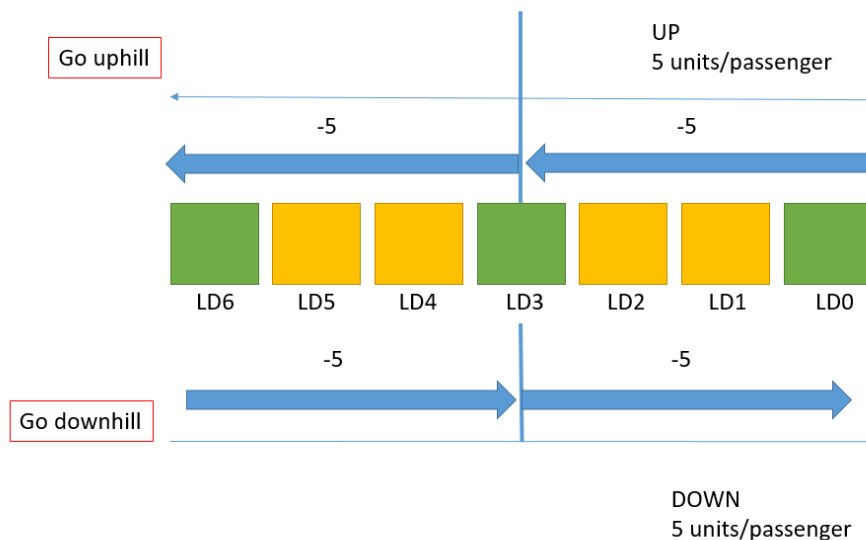 Go uphill
UP
5 units/passenger
-5
-5
LD6
LD5
LD4
LD3
LD2
LD1
LD0
-5
-5
Go downhill
DOWN
5 units/passenger